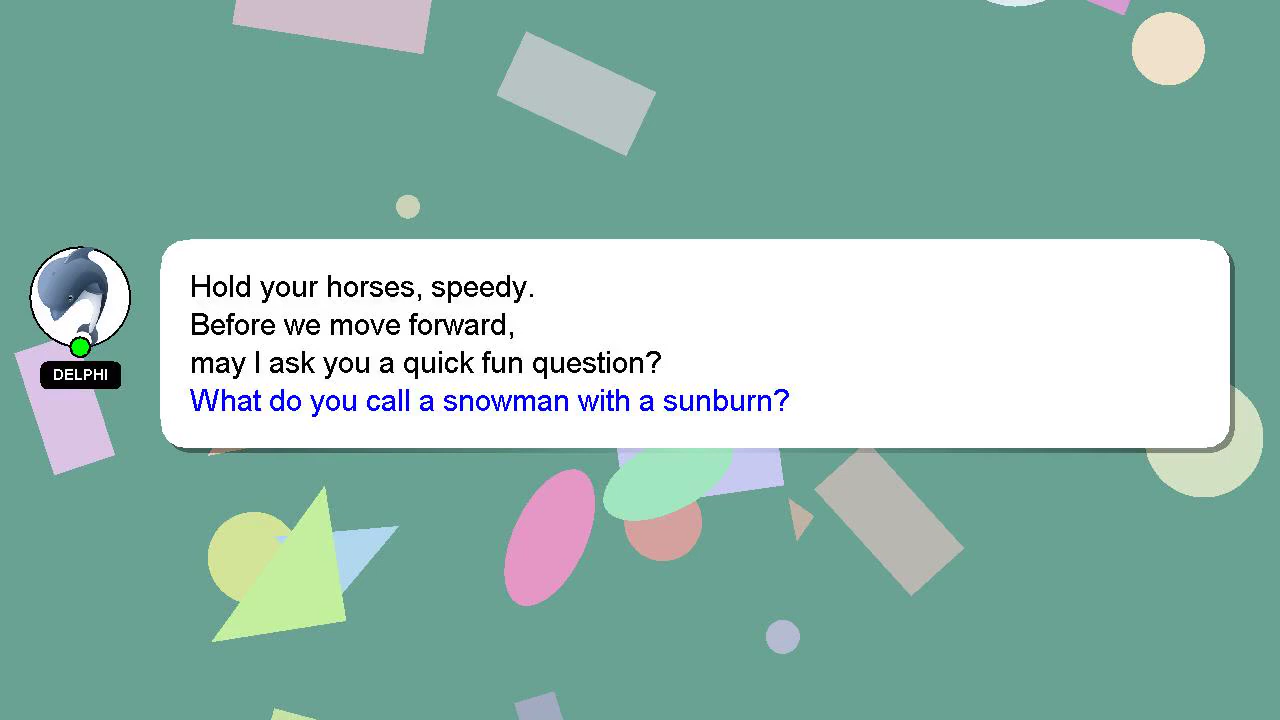 Hold your horses, speedy.
Before we move forward,
may I ask you a quick fun question?
What do you call a snowman with a sunburn?
DELPHI